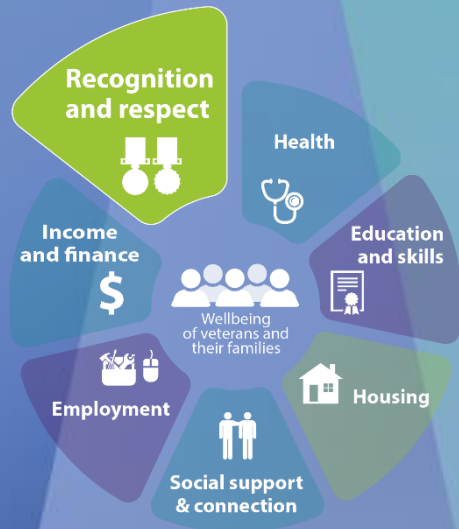 Recognition
and respect
Health
Education
and skills
Housing
Social support
& connection
Employment
Income
and finance
$
Wellbeing
of veterans and
their families